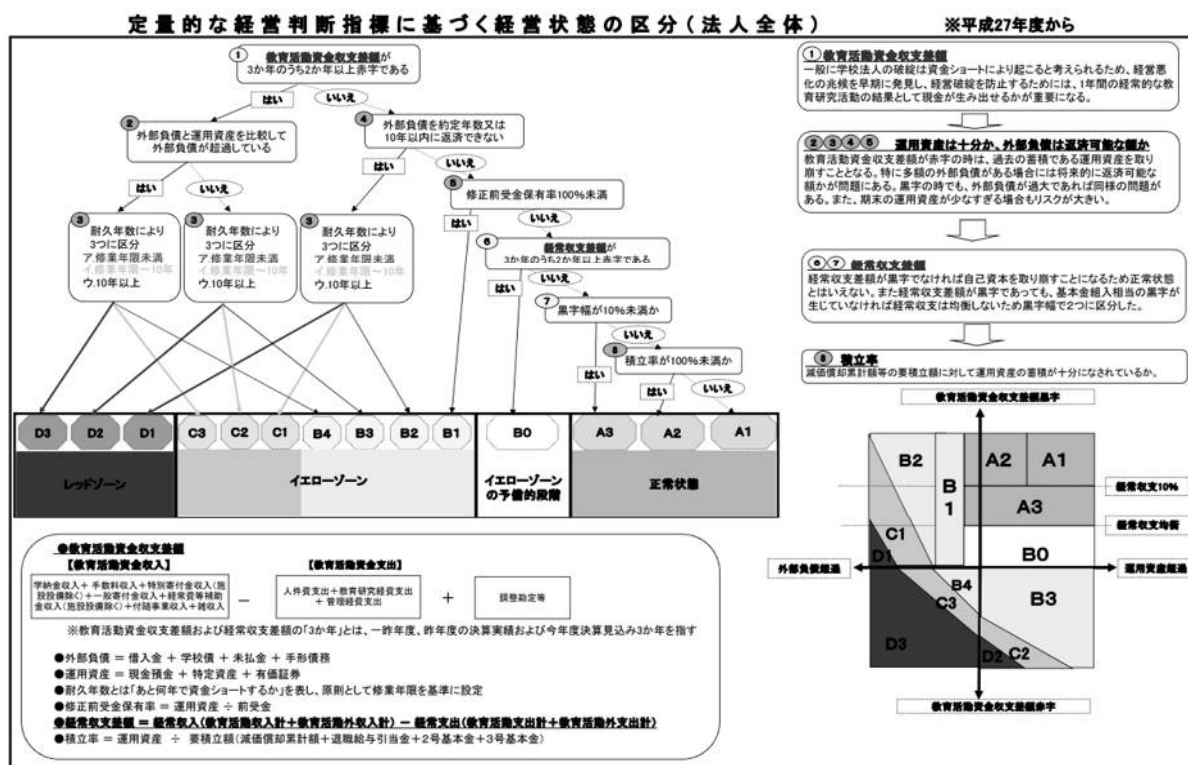 定量的な経営判断指標に基づく経営状態の区分（法人全体）
※平成27年度から
① 教育活動資金収支差額が
3か年のうち2か年以上赤字である
はい
いいえ
② 外部負債と運用資産を比較して
外部負債が超過している
④ 外部負債を約定年数又は
10年以内に返済できない
はい
いいえ
はい
いいえ
⑤ 修正前受金保有率100％未満
はい
いいえ
③ 耐久年数により
3つに区分
ア.修業年限未満
イ.修業年限～10年
ウ.10年以上
③ 耐久年数により
3つに区分
ア.修業年限未満
イ.修業年限～10年
ウ.10年以上
③ 耐久年数により
3つに区分
ア.修業年限未満
イ.修業年限～10年
ウ.10年以上
⑥ 経常収支差額が
3か年のうち2か年以上赤字である
はい
いいえ
⑦ 黒字幅が10％未満か
はい
いいえ
⑧ 積立率が100％未満か
はい
いいえ
D3 D2 D1 C3 C2 C1 B4 B3 B2 B1 B0 A3 A2 A1
レッドゾーン
イエローゾーン
イエローゾーン
の予備的段階
正常状態
●教育活動資金収支差額
【教育活動資金収入】
【教育活動資金支出】
学納金収入＋手数料収入＋特別寄付金収入（施
設設備除く）＋一般寄付金収入＋経常費等補助
金収入（施設設備除く）＋付随事業収入＋雑収入
－
人件費支出＋教育研究経費支出
＋管理経費支出
＋
調整勘定等
※教育活動資金収支差額および経常収支差額の「3か年」とは、一昨年度、昨年度の決算実績および今年度決算見込み3か年を指す
●外部負債 ＝ 借入金 ＋ 学校債 ＋ 未払金 ＋ 手形債務
●運用資産 ＝ 現金預金 ＋ 特定資産 ＋ 有価証券
●耐久年数とは「あと何年で資金ショートするか」を表し、原則として修業年限を基準に設定
●修正前受金保有率 ＝ 運用資産 ÷ 前受金
●経常収支差額 ＝ 経常収入（教育活動収入計＋教育活動外収入計） － 経常支出（教育活動支出計＋教育活動外支出計）
●積立率 ＝ 運用資産 ÷ 要積立額（減価償却累計額＋退職給与引当金＋2号基本金＋3号基本金）
① 教育活動資金収支差額
一般に学校法人の破綻は資金ショートにより起こると考えられるため、経営悪
化の兆候を早期に発見し、経営破綻を防止するためには、1年間の経常的な教
育研究活動の結果として現金が生み出せるかが重要になる。
②③④⑤ 運用資産は十分か、外部負債は返済可能な額か
教育活動資金収支差額が赤字の時は、過去の蓄積である運用資産を取り
崩すこととなる。特に多額の外部負債がある場合には将来的に返済可能な
額かが問題にある。黒字の時でも、外部負債が過大であれば同様の問題が
ある。また、期末の運用資産が少なすぎる場合もリスクが大きい。
⑥⑦ 経常収支差額
経常収支差額が黒字でなければ自己資本を取り崩すことになるため正常状態
とはいえない。また経常収支差額が黒字であっても、基本金組入相当の黒字が
生じていなければ経常収支は均衡しないため黒字幅で2つに区分した。
⑧ 積立率
減価償却累計額等の要積立額に対して運用資産の蓄積が十分になされているか。
教育活動資金収支差額黒字
B2
B1
A2
A1
経常収支10％
A3
経常収支均衡
C1
D1
B0
外部負債超過
運用資産超過
B4
C3
B3
D3
D2
C2
教育活動資金収支差額赤字